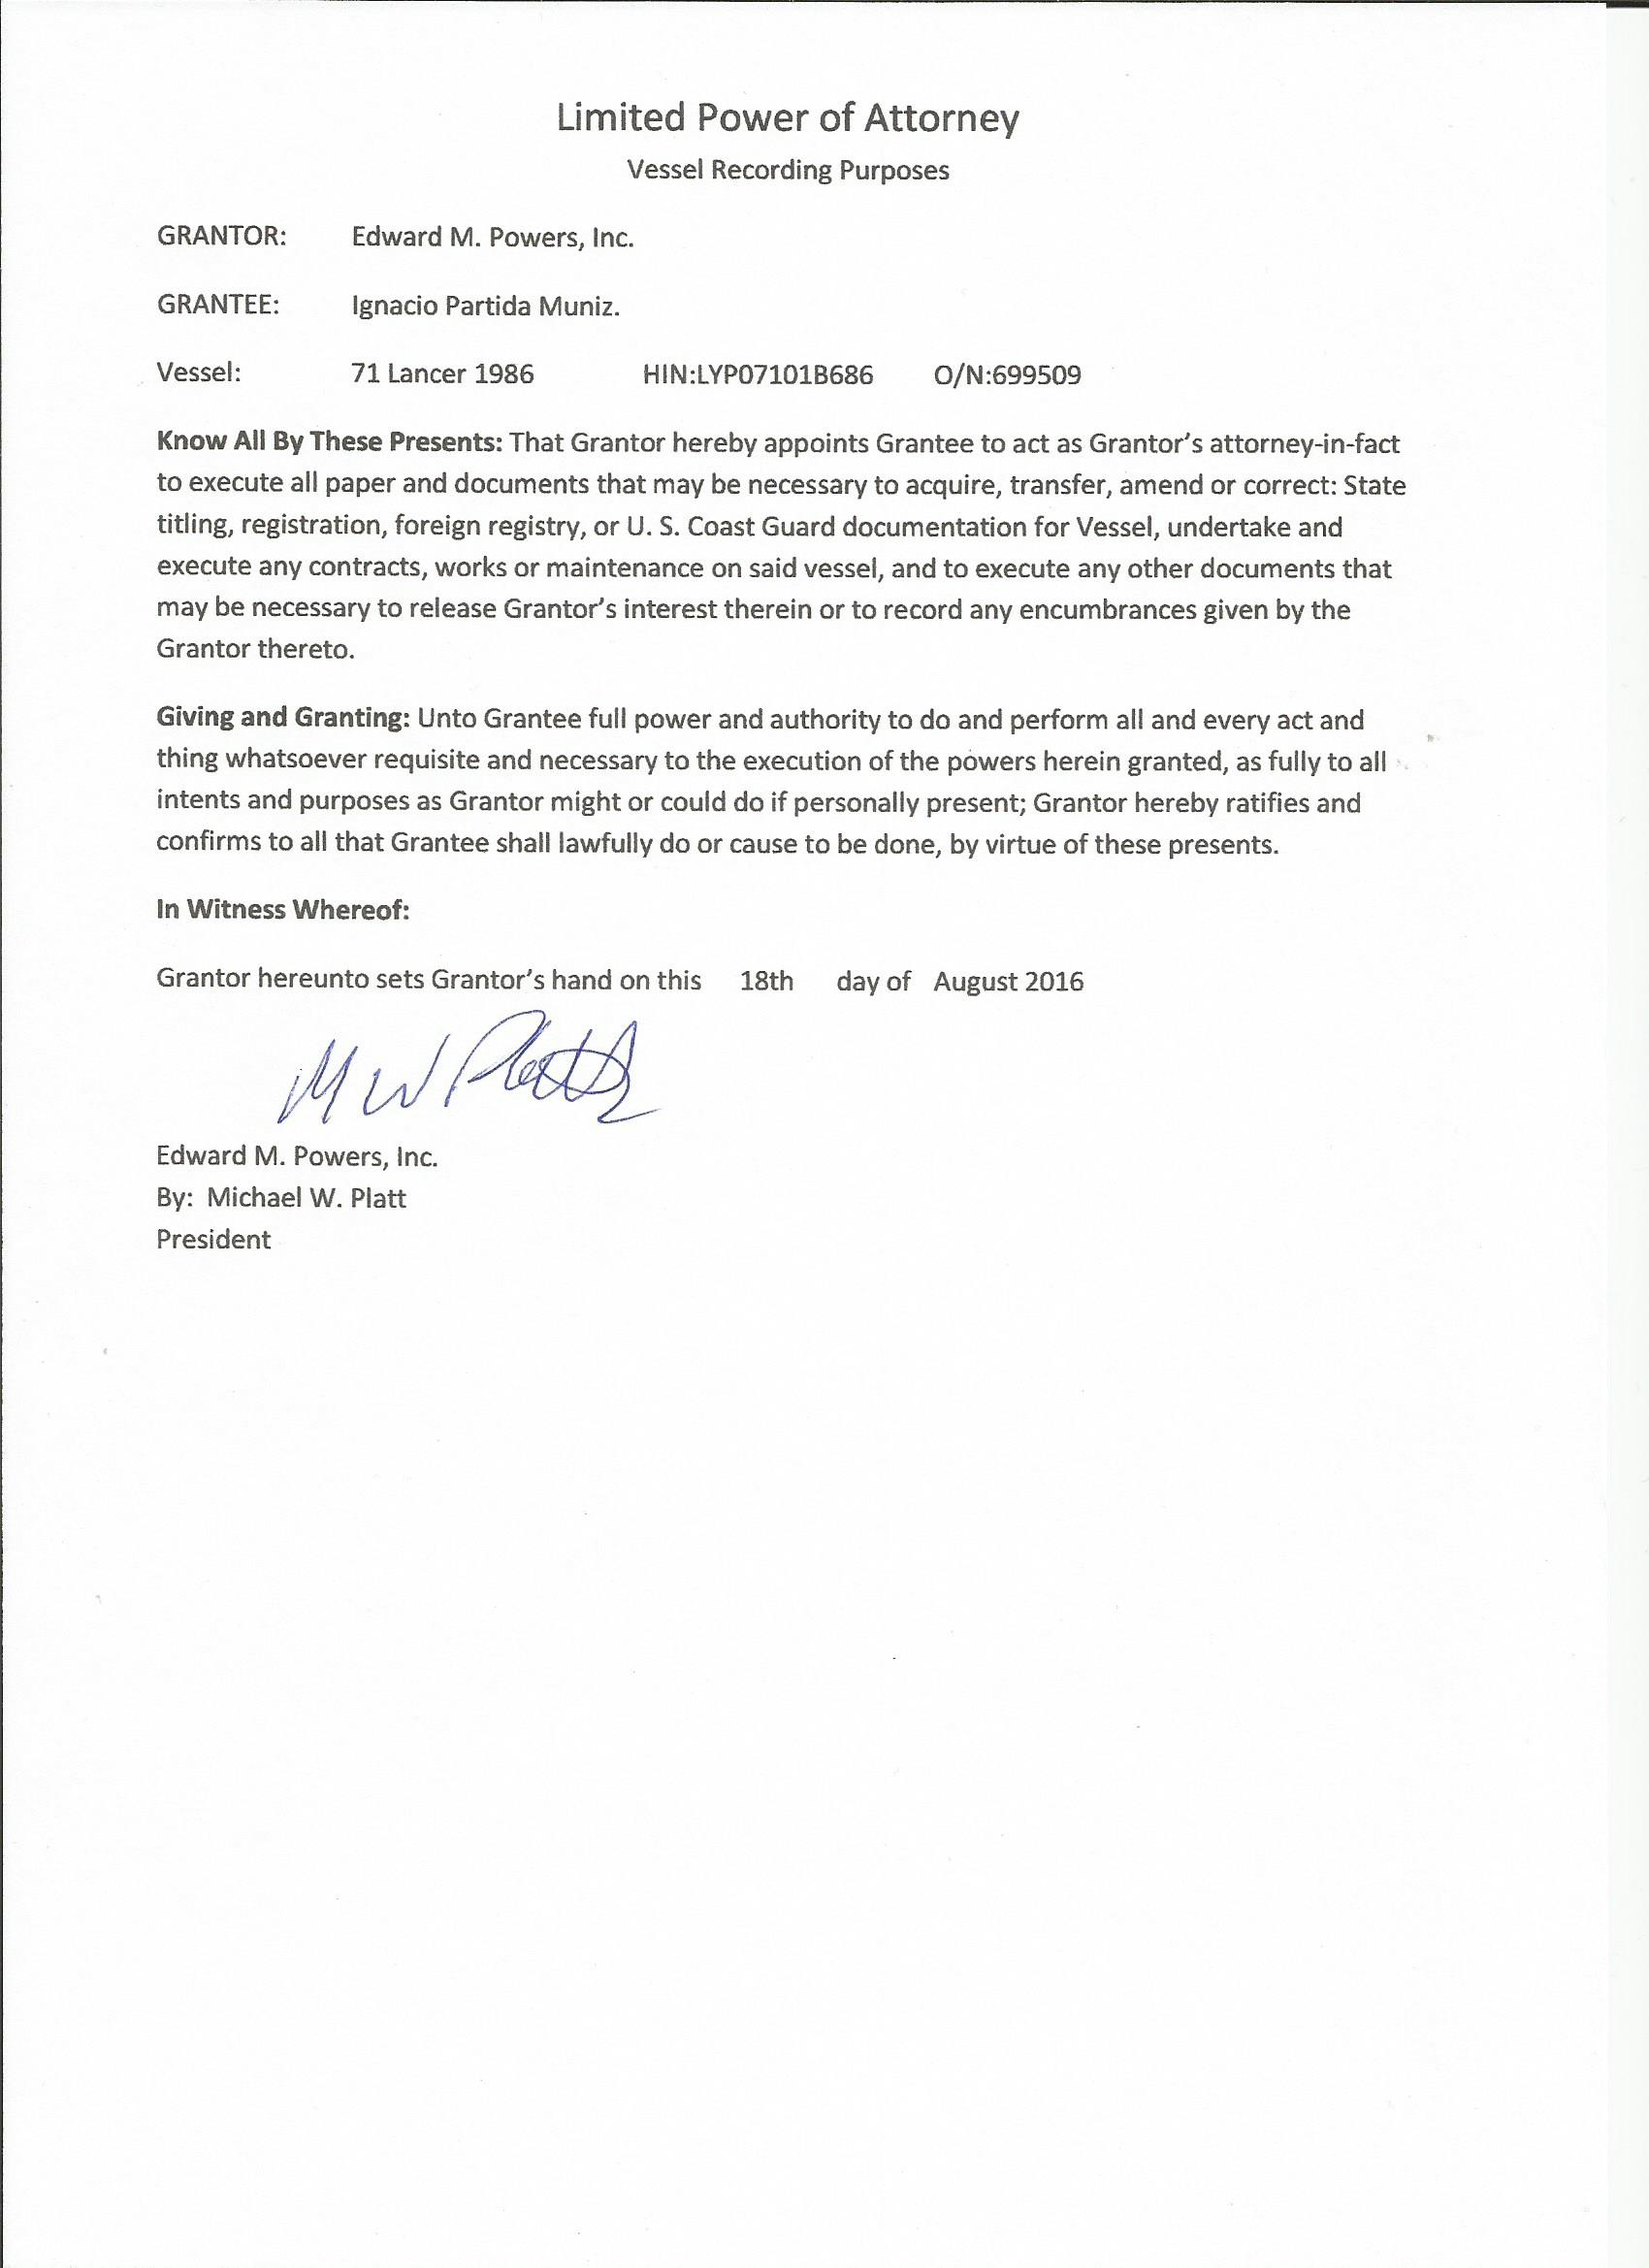 Limited Power of Attorney
Vessel Recording Purposes
GRANTOR: Edward M. Powers, Inc.
GRANTEE: Ignacio Partida Muniz.
Vessel: 71 Lancer 1986 HIN:LYP07101B686 O/N:699509
Know All By These Presents: That Grantor hereby appoints Grantee to act as Grantor's attorney-in-fact
to execute all paper and documents that may be necessary to acquire, transfer, amend or correct: State
titling, registration, foreign registry, or U. S. Coast Guard documentation for Vessel, undertake and
execute any contracts, works or maintenance on said vessel, and to execute any other documents that
may be necessary to release Grantor's interest therein or to record any encumbrances given by the
Grantor thereto.
Giving and Granting: Unto Grantee full power and authority to do and perform all and every act and
thing whatsoever requisite and necessary to the execution of the powers herein granted, as fully to all
intents and purposes as Grantor might or could do if personally present; Grantor hereby ratifies and
confirms to all that Grantee shall lawfully do or cause to be done, by virtue of these presents.
In Witness Whereof:
Grantor hereunto sets Grantor's hand on this 18th day of August 2016
M W Platt
Edward M. Powers, Inc.
By: Michael W. Platt
President